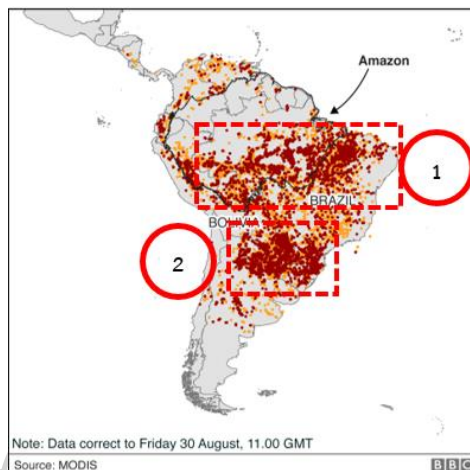 Amazon
1
BRAZIL
BOLIVIA
2
Note: Data correct to Friday 30 August, 11.00 GMT
Source: MODIS
BBC